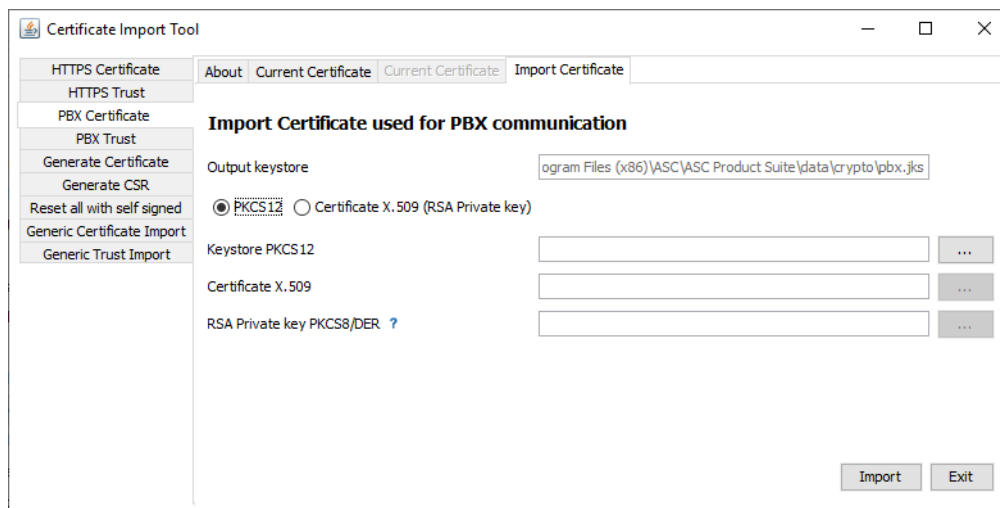 Certificate Import Tool
HTTPS Certificate
HTTPS Trust
PBX Certificate
PBX Trust
Generate Certificate
Generate CSR
Reset all with self signed
Generic Certificate Import
Generic Trust Import
About Current Certificate Current Certificate Import Certificate
Import Certificate used for PBX communication
Output keystore ogram Files (x86)\ASC\ASC Product Suite\data\crypto\pbx.jks
PKCS12 Certificate X.509 (RSA Private key)
Keystore PKCS12 ...
Certificate X.509 ...
RSA Private key PKCS8/DER ? ...
Import Exit